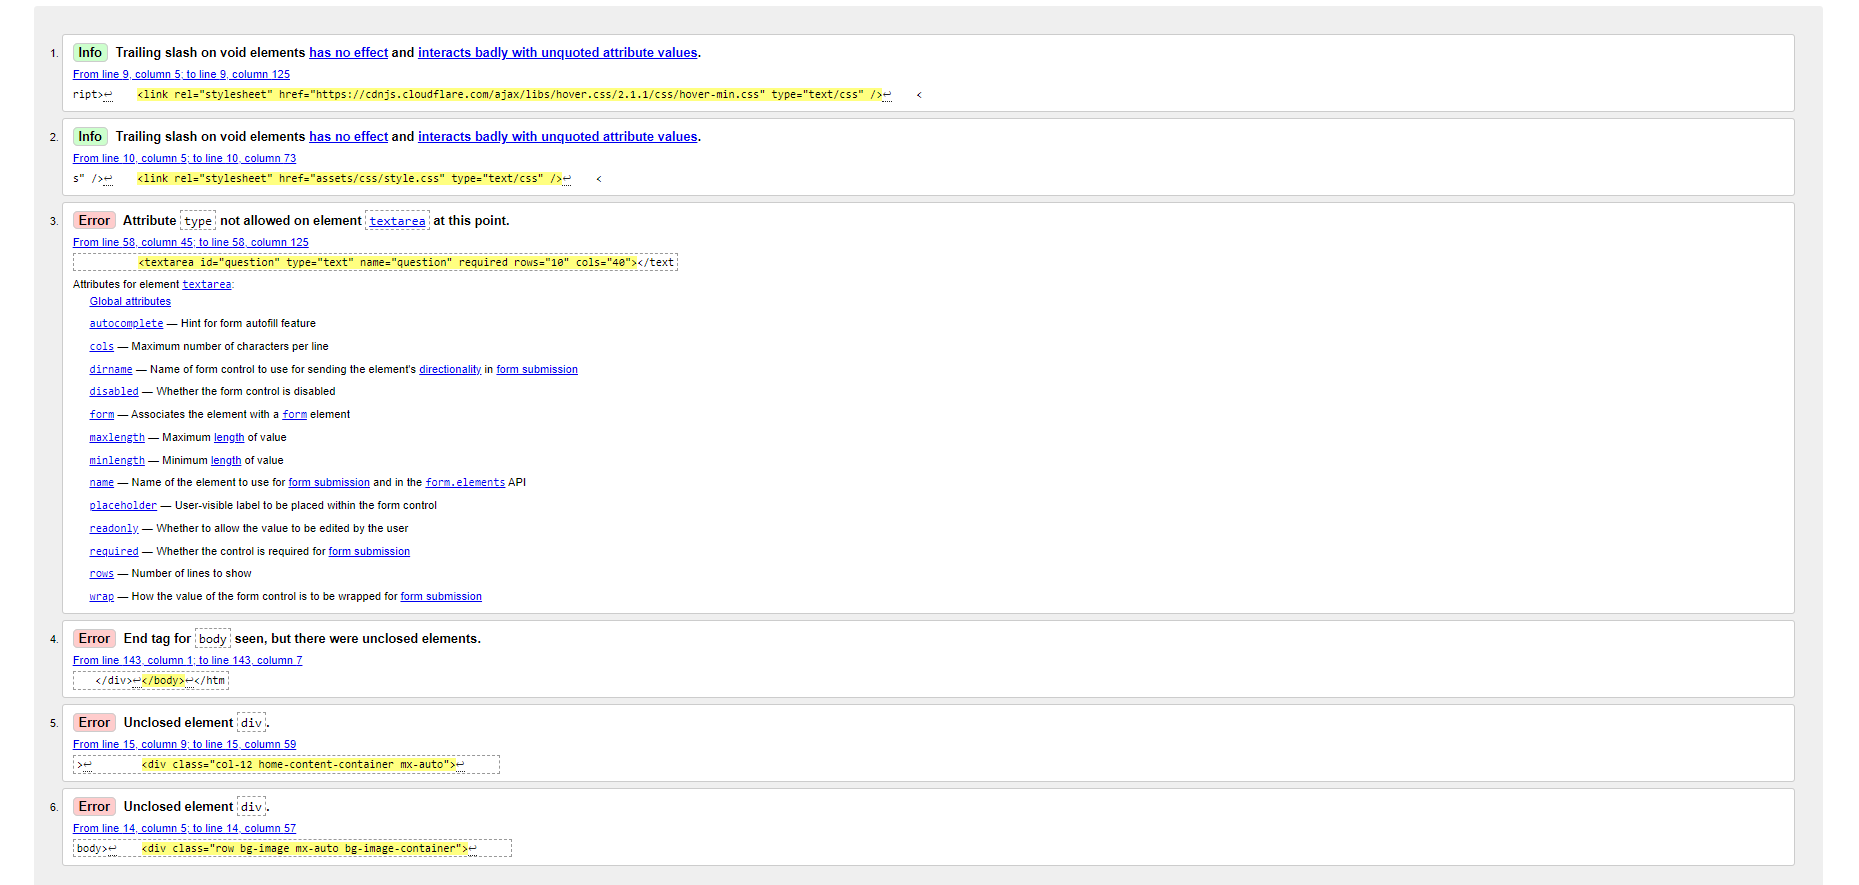 1. Info Trailing slash on void elements has no effect and interacts badly with unquoted attribute values.
From line 9, column 5; to line 9, column 125
ript>↩    <link rel="stylesheet" href="https://cdnjs.cloudflare.com/ajax/libs/hover.css/2.1.1/css/hover-min.css" type="text/css" />↩    <
2. Info Trailing slash on void elements has no effect and interacts badly with unquoted attribute values.
From line 10, column 5; to line 10, column 73
s" />↩    <link rel="stylesheet" href="assets/css/style.css" type="text/css" />↩    <
3. Error Attribute type not allowed on element textarea at this point.
From line 58, column 45; to line 58, column 125
<textarea id="question" type="text" name="question" required rows="10" cols="40"></text
Attributes for element textarea:
Global attributes
autocomplete — Hint for form autofill feature
cols — Maximum number of characters per line
dirname — Name of form control to use for sending the element's directionality in form submission
disabled — Whether the form control is disabled
form — Associates the element with a form element
maxlength — Maximum length of value
minlength — Minimum length of value
name — Name of the element to use for form submission and in the form.elements API
placeholder — User-visible label to be placed within the form control
readonly — Whether to allow the value to be edited by the user
required — Whether the control is required for form submission
rows — Number of lines to show
wrap — How the value of the form control is to be wrapped for form submission
4. Error End tag for body seen, but there were unclosed elements.
From line 143, column 1; to line 143, column 7
</div>↩</body>↩</htm
5. Error Unclosed element div.
From line 15, column 9; to line 15, column 59
>↩        <div class="col-12 home-content-container mx-auto">↩
6. Error Unclosed element div.
From line 14, column 5; to line 14, column 57
body>↩    <div class="row bg-image mx-auto bg-image-container">↩